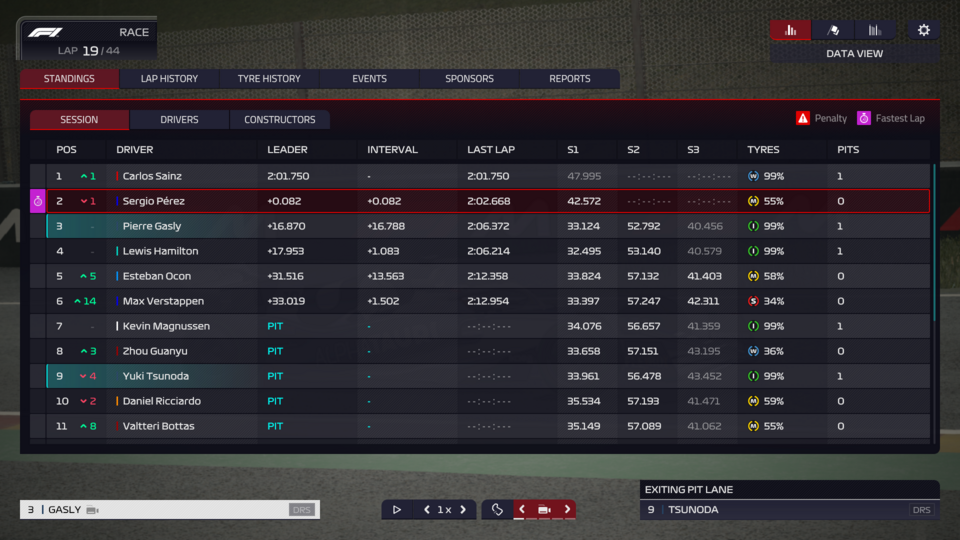 F1 RACE
LAP 19/44
DATA VIEW
STANDINGS LAP HISTORY TYRE HISTORY EVENTS SPONSORS REPORTS
SESSION DRIVERS CONSTRUCTORS Penalty Fastest Lap
POS DRIVER LEADER INTERVAL LAST LAP S1 S2 S3 TYRES PITS
1 1 Carlos Sainz 2:01.750 - 2:01.750 47.995 --:--:--- --:--:--- W 99% 1
2 1 Sergio Pérez +0.082 +0.082 2:02.668 42.572 --:--:--- --:--:--- M 55% 0
3 - Pierre Gasly +16.870 +16.788 2:06.372 33.124 52.792 40.456 I 99% 1
4 - Lewis Hamilton +17.953 +1.083 2:06.214 32.495 53.140 40.579 I 99% 1
5 5 Esteban Ocon +31.516 +13.563 2:12.358 33.824 57.132 41.403 M 58% 0
6 14 Max Verstappen +33.019 +1.502 2:12.954 33.397 57.247 42.311 S 34% 0
7 - Kevin Magnussen PIT - --:--:--- 34.076 56.657 41.359 I 99% 1
8 3 Zhou Guanyu PIT - --:--:--- 33.658 57.151 43.195 W 36% 0
9 4 Yuki Tsunoda PIT - --:--:--- 33.961 56.478 43.452 I 99% 1
10 2 Daniel Ricciardo PIT - --:--:--- 35.534 57.193 41.471 M 59% 0
11 8 Valtteri Bottas PIT - --:--:--- 35.149 57.089 41.062 M 55% 0
EXITING PIT LANE
3 GASLY DRS 1x 9 TSUNODA DRS